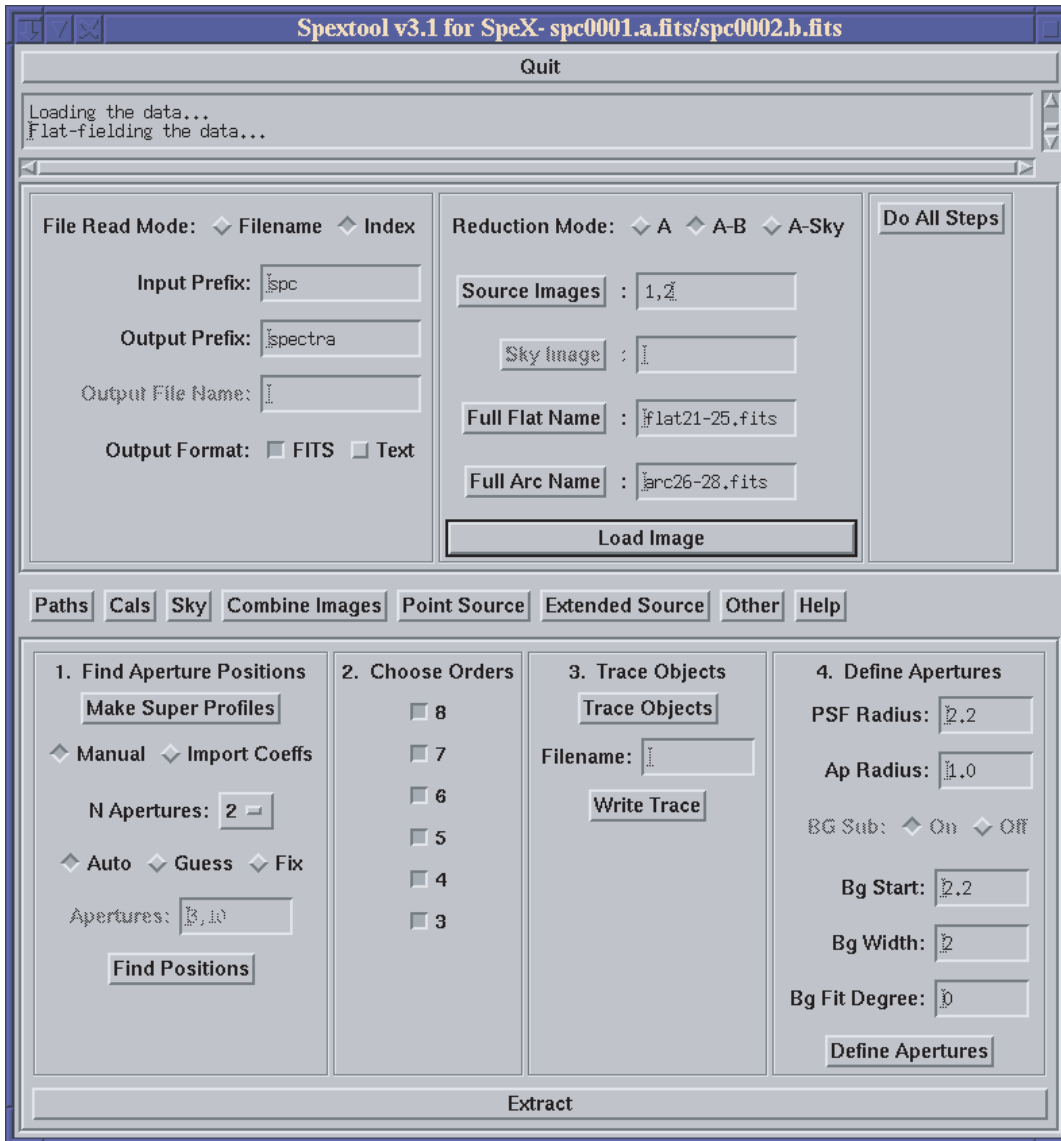 Spextool v3.1 for SpeX- spc0001.a.fits/spc0002.b.fits
Quit
Loading the data...
Flat-fielding the data...
File Read Mode: Filename Index
Input Prefix: spc
Output Prefix: spectra
Output File Name:
Output Format: FITS Text
Reduction Mode: A A-B A-Sky
Source Images : 1,2
Sky Image :
Full Flat Name : flat21-25.fits
Full Arc Name : arc26-28.fits
Load Image
Do All Steps
Paths Cals Sky Combine Images Point Source Extended Source Other Help
1. Find Aperture Positions
Make Super Profiles
Manual Import Coeffs
N Apertures: 2
Auto Guess Fix
Apertures: 3,10
Find Positions
2. Choose Orders
8
7
6
5
4
3
3. Trace Objects
Trace Objects
Filename:
Write Trace
4. Define Apertures
PSF Radius: 2.2
Ap Radius: 1.0
BG Sub: On Off
Bg Start: 2.2
Bg Width: 2
Bg Fit Degree: 0
Define Apertures
Extract